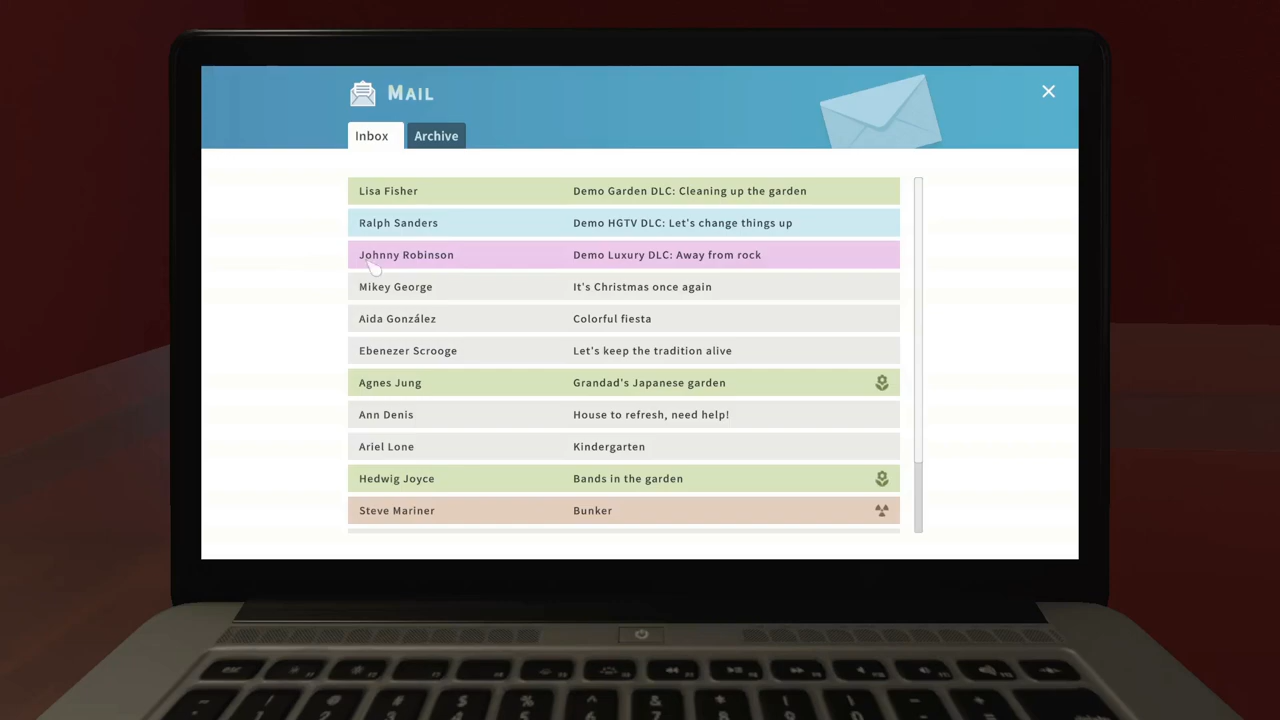 MAIL
Inbox Archive
Lisa Fisher Demo Garden DLC: Cleaning up the garden
Ralph Sanders Demo HGTV DLC: Let's change things up
Johnny Robinson Demo Luxury DLC: Away from rock
Mikey George It's Christmas once again
Aida González Colorful fiesta
Ebenezer Scrooge Let's keep the tradition alive
Agnes Jung Grandad's Japanese garden
Ann Denis House to refresh, need help!
Ariel Lone Kindergarten
Hedwig Joyce Bands in the garden
Steve Mariner Bunker
esc